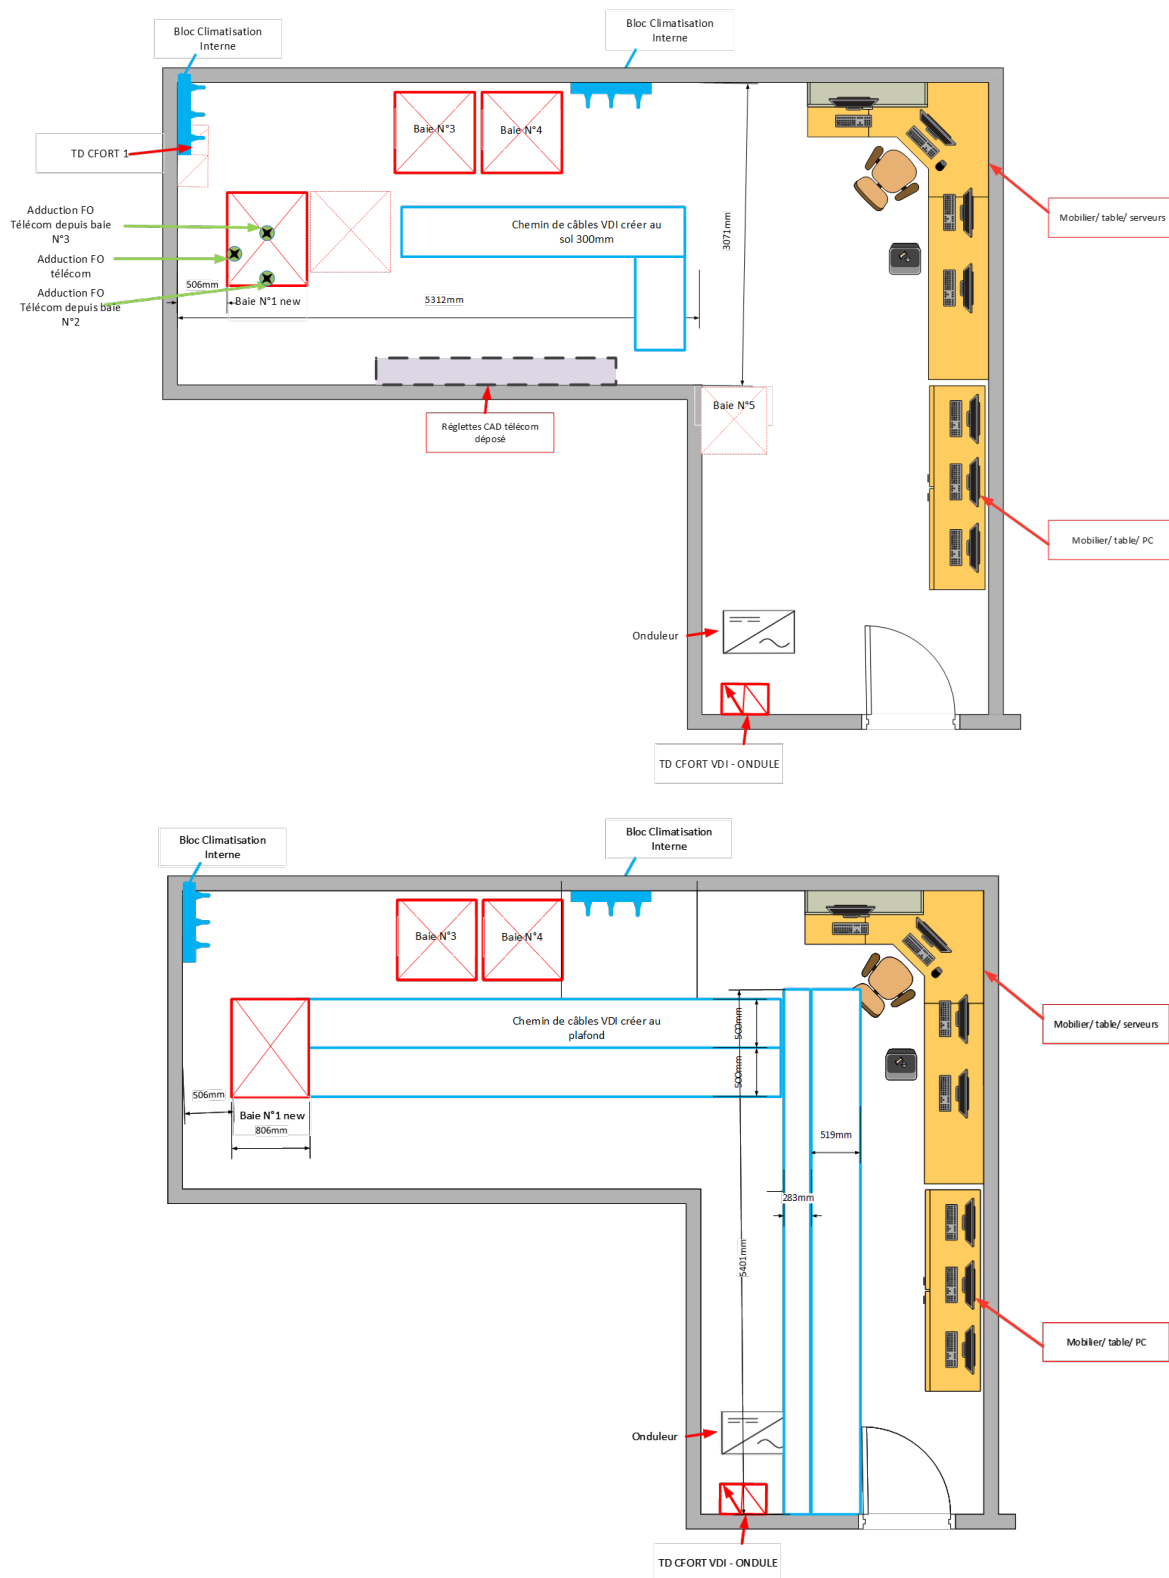 Bloc Climatisation
Interne
Bloc Climatisation
Interne
Baie N°3
Baie N°4
TD CFORT 1
Adduction FO
Télécom depuis baie
N°3
Adduction FO
télécom
Adduction FO
Télécom depuis baie
N°2
506mm
Baie N°1 new
5312mm
Chemin de câbles VDI créer au
sol 300mm
3071mm
Mobilier/ table/ serveurs
Réglettes CAD télécom
déposé
Baie N°5
Mobilier/ table/ PC
Onduleur
TD CFORT VDI - ONDULE
Bloc Climatisation
Interne
Bloc Climatisation
Interne
Baie N°3
Baie N°4
Chemin de câbles VDI créer au
plafond
500mm
500mm
Mobilier/ table/ serveurs
506mm
Baie N°1 new
806mm
519mm
283mm
5401mm
Mobilier/ table/ PC
Onduleur
TD CFORT VDI - ONDULE